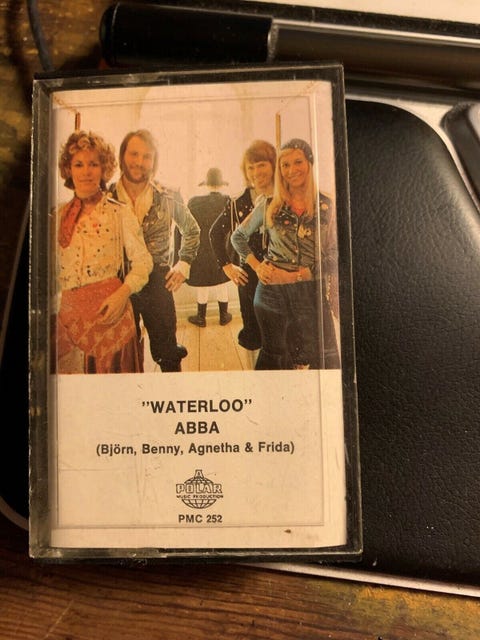 "WATERLOO"
ABBA
(Björn, Benny, Agnetha & Frida)
A
POLAR
MUSIC PRODUCTION
PMC 252